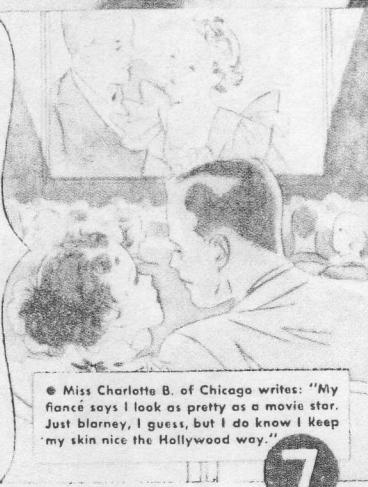 ● Miss Charlotte B. of Chicago writes: "My
fiancé says I look as pretty as a movie star.
Just blarney, I guess, but I do know I keep
my skin nice the Hollywood way."
7